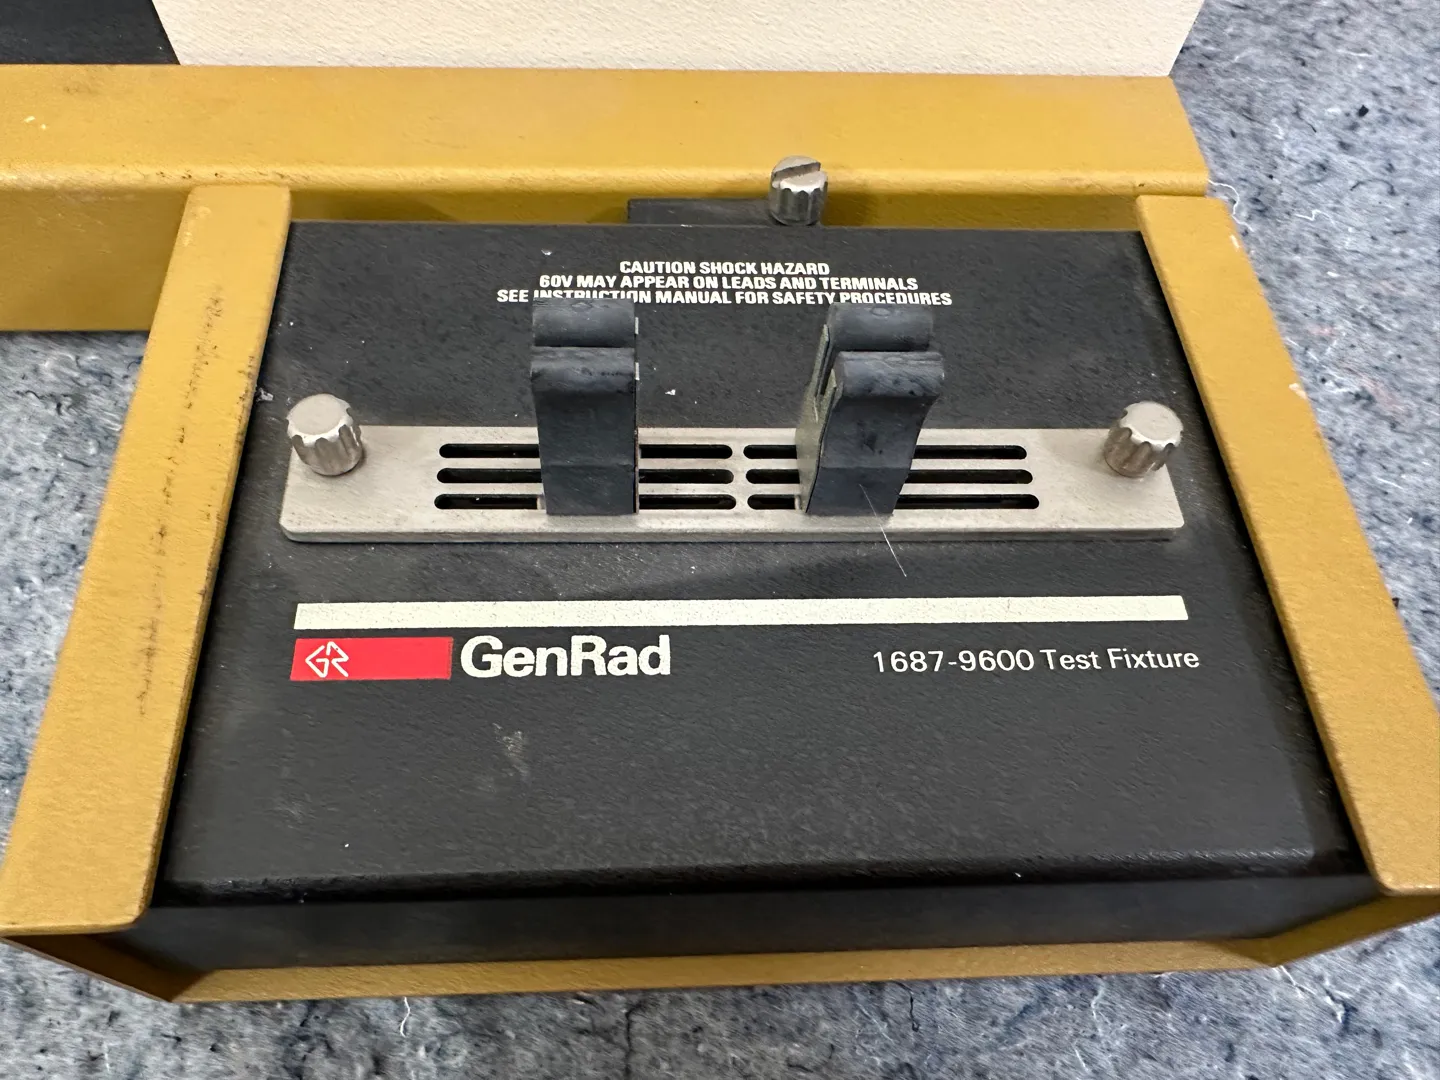 CAUTION SHOCK HAZARD
60V MAY APPEAR ON LEADS AND TERMINALS
SEE INSTRUCTION MANUAL FOR SAFETY PROCEDURES
GR GenRad
1687-9600 Test Fixture